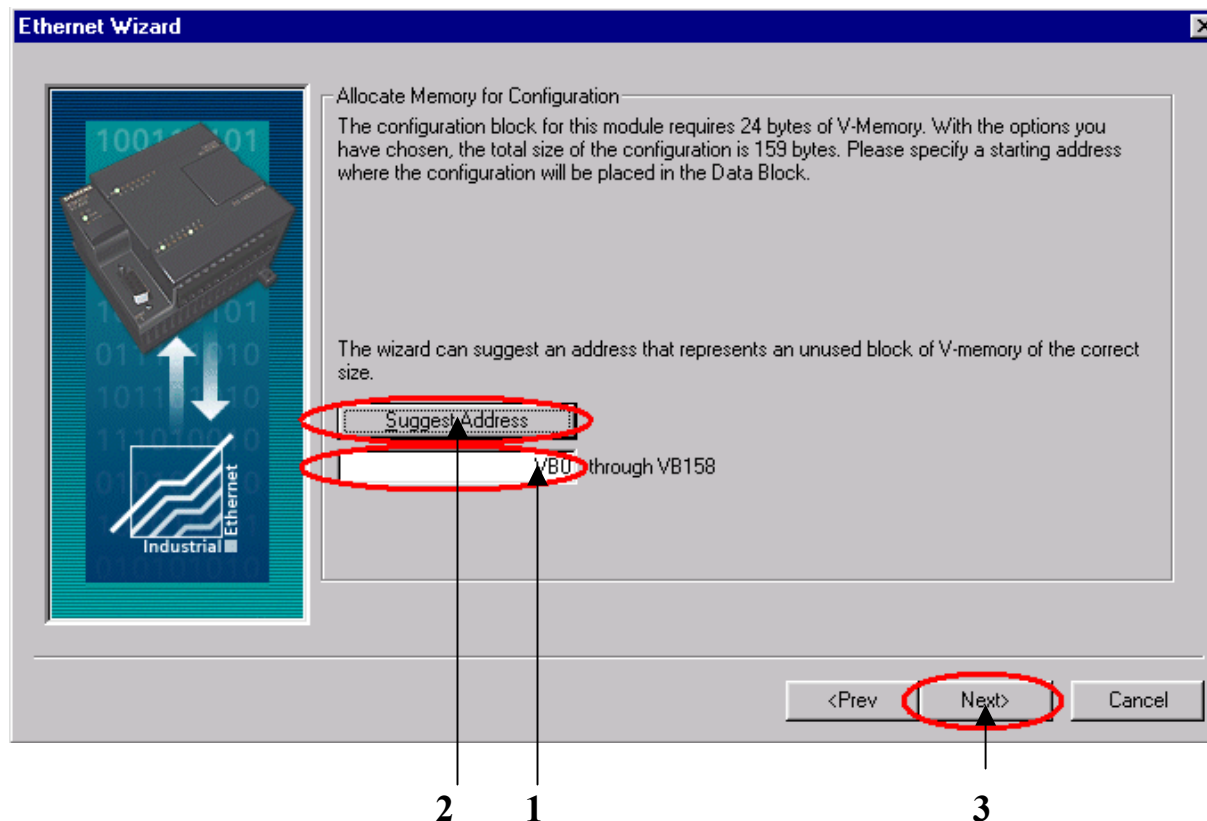 Ethernet Wizard
Allocate Memory for Configuration
The configuration block for this module requires 24 bytes of V-Memory. With the options you
have chosen, the total size of the configuration is 159 bytes. Please specify a starting address
where the configuration will be placed in the Data Block.
The wizard can suggest an address that represents an unused block of V-memory of the correct
size.
Suggest Address
VB0 through VB158
Industrial
Ethernet
<Prev
Next>
Cancel
2
1
3